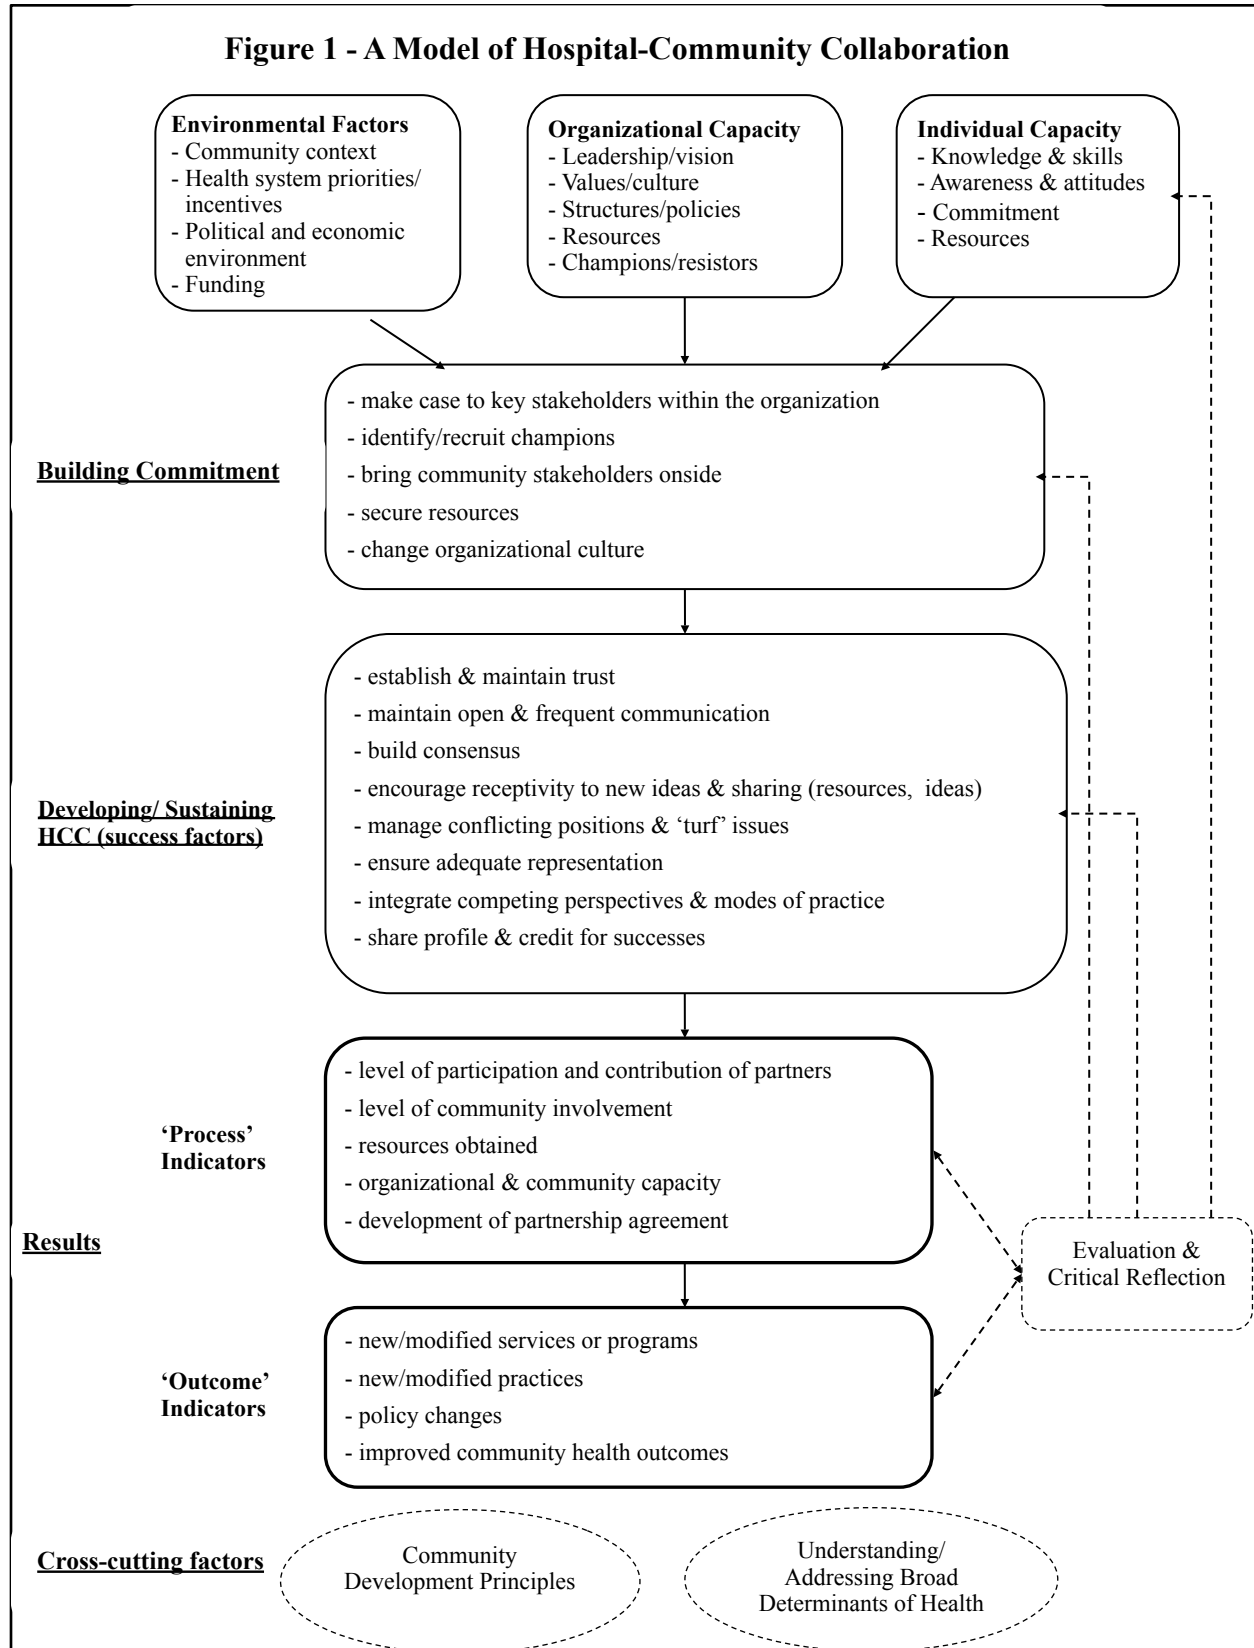 Figure 1 - A Model of Hospital-Community Collaboration
Environmental Factors
- Community context
- Health system priorities/
incentives
- Political and economic
environment
- Funding
Organizational Capacity
- Leadership/vision
- Values/culture
- Structures/policies
- Resources
- Champions/resistors
Individual Capacity
- Knowledge & skills
- Awareness & attitudes
- Commitment
- Resources
Building Commitment
- make case to key stakeholders within the organization
- identify/recruit champions
- bring community stakeholders onside
- secure resources
- change organizational culture
Developing/ Sustaining
HCC (success factors)
- establish & maintain trust
- maintain open & frequent communication
- build consensus
- encourage receptivity to new ideas & sharing (resources,  ideas)
- manage conflicting positions & ‘turf’ issues
- ensure adequate representation
- integrate competing perspectives & modes of practice
- share profile & credit for successes
Results
‘Process’
Indicators
- level of participation and contribution of partners
- level of community involvement
- resources obtained
- organizational & community capacity
- development of partnership agreement
Evaluation &
Critical Reflection
‘Outcome’
Indicators
- new/modified services or programs
- new/modified practices
- policy changes
- improved community health outcomes
Cross-cutting factors
Community
Development Principles
Understanding/
Addressing Broad
Determinants of Health